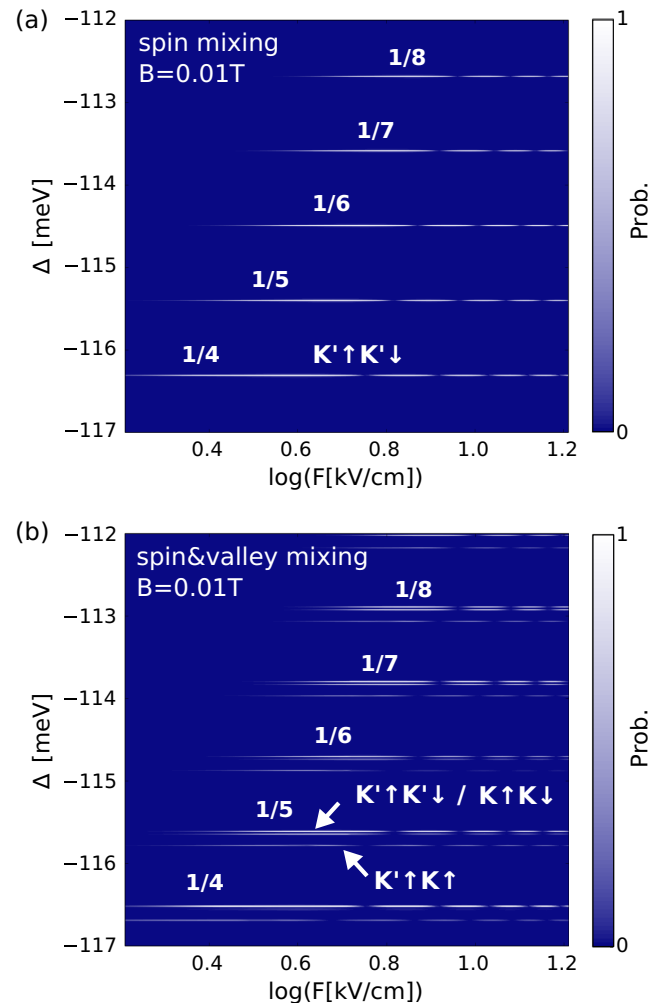 (a)
−112
−113
−114
−115
−116
−117
Δ [meV]
spin mixing
B=0.01T
1/8
1/7
1/6
1/5
1/4 K'↑K'↓
0.4 0.6 0.8 1.0 1.2
log(F[kV/cm])
1
0
Prob.
(b)
−112
−113
−114
−115
−116
−117
Δ [meV]
spin&valley mixing
B=0.01T
1/8
1/7
1/6
1/5 K'↑K'↓ / K↑K↓
K'↑K↑
1/4
0.4 0.6 0.8 1.0 1.2
log(F[kV/cm])
1
0
Prob.